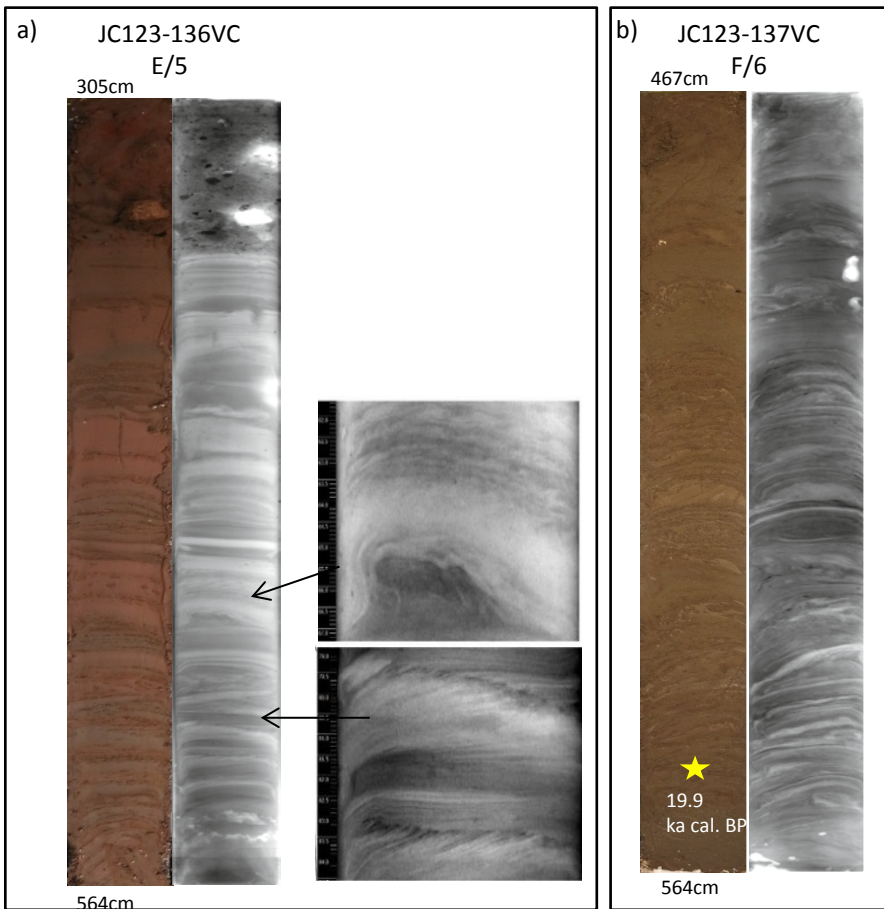 a)
JC123-136VC
E/5
305cm
564cm
b)
JC123-137VC
F/6
467cm
19.9
ka cal. BP
564cm